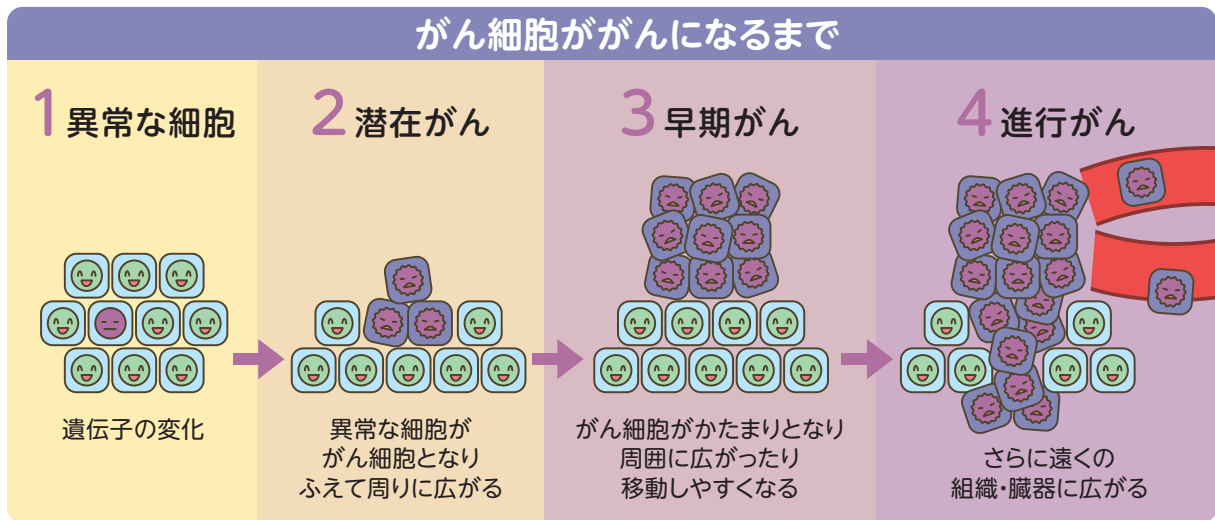 がん細胞ががんになるまで
1 異常な細胞
遺伝子の変化
2 潜在がん
異常な細胞が
がん細胞となり
ふえて周りに広がる
3 早期がん
がん細胞がかたまりとなり
周囲に広がったり
移動しやすくなる
4 進行がん
さらに遠くの
組織・臓器に広がる